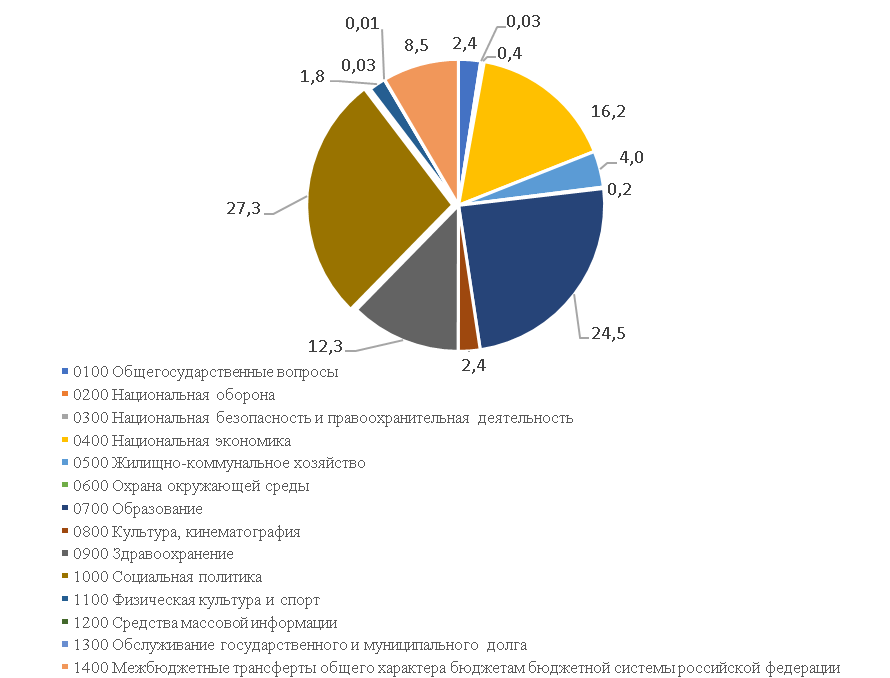 0,01
0,03
8,5
2,4
0,4
0,03
1,8
16,2
4,0
0,2
27,3
24,5
12,3
2,4
0100 Общегосударственные вопросы
0200 Национальная оборона
0300 Национальная безопасность и правоохранительная деятельность
0400 Национальная экономика
0500 Жилищно-коммунальное хозяйство
0600 Охрана окружающей среды
0700 Образование
0800 Культура, кинематография
0900 Здравоохранение
1000 Социальная политика
1100 Физическая культура и спорт
1200 Средства массовой информации
1300 Обслуживание государственного и муниципального долга
1400 Межбюджетные трансферты общего характера бюджетам бюджетной системы российской федерации